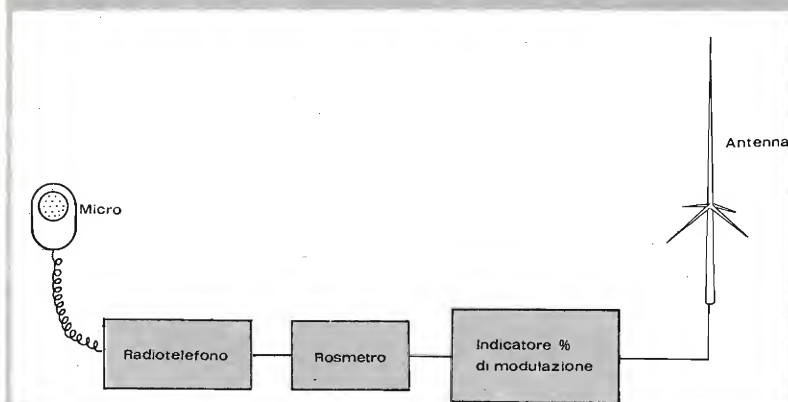 Antenna
Micro
Radiotelefono
Rosmetro
Indicatore %
di modulazione